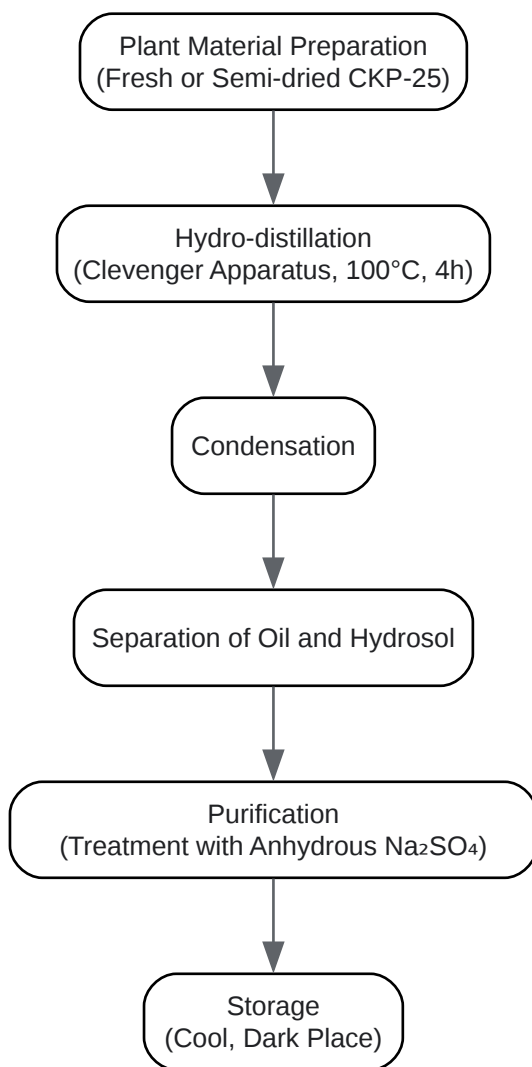 Plant Material Preparation
(Fresh or Semi-dried CKP-25)
Hydro-distillation
(Clevenger Apparatus, 100°C, 4h)
Condensation
Separation of Oil and Hydrosol
Purification
(Treatment with Anhydrous Na₂SO₄)
Storage
(Cool, Dark Place)